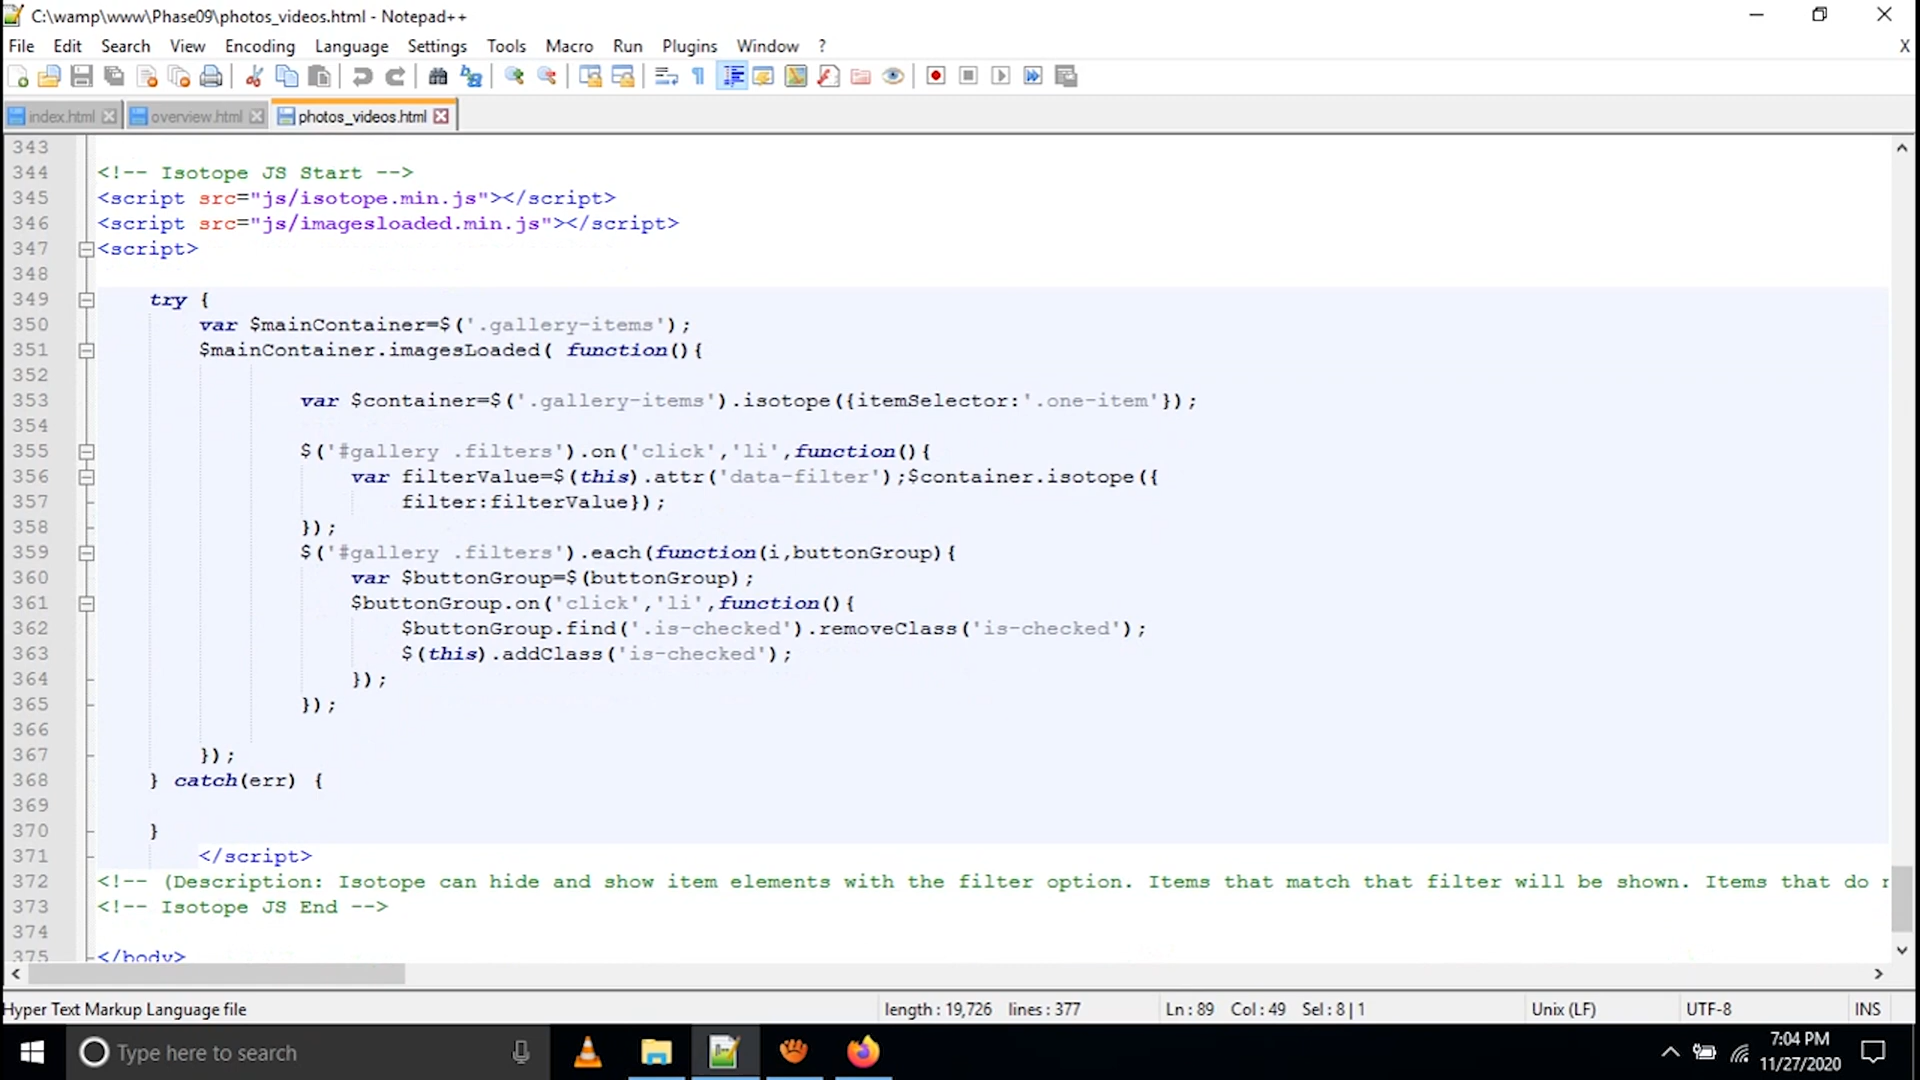 C:\wamp\www\Phase09\photos_videos.html - Notepad++
File Edit Search View Encoding Language Settings Tools Macro Run Plugins Window ? X
index.html overview.html photos_videos.html
343
344 <!-- Isotope JS Start -->
345 <script src="js/isotope.min.js"></script>
346 <script src="js/imagesloaded.min.js"></script>
347 <script>
348
349 try {
350 var $mainContainer=$('.gallery-items');
351 $mainContainer.imagesLoaded( function(){
352
353 var $container=$('.gallery-items').isotope({itemSelector:'.one-item'});
354
355 $('#gallery .filters').on('click','li',function(){
356 var filterValue=$(this).attr('data-filter');$container.isotope({
357 filter:filterValue});
358 });
359 $('#gallery .filters').each(function(i,buttonGroup){
360 var $buttonGroup=$(buttonGroup);
361 $buttonGroup.on('click','li',function(){
362 $buttonGroup.find('.is-checked').removeClass('is-checked');
363 $(this).addClass('is-checked');
364 });
365 });
366
367 });
368 } catch(err) {
369
370 }
371 </script>
372 <!-- (Description: Isotope can hide and show item elements with the filter option. Items that match that filter will be shown. Items that do
373 <!-- Isotope JS End -->
374
375 </body>
Hyper Text Markup Language file length : 19,726 lines : 377 Ln : 89 Col : 49 Sel : 8 | 1 Unix (LF) UTF-8 INS
Type here to search 7:04 PM
11/27/2020